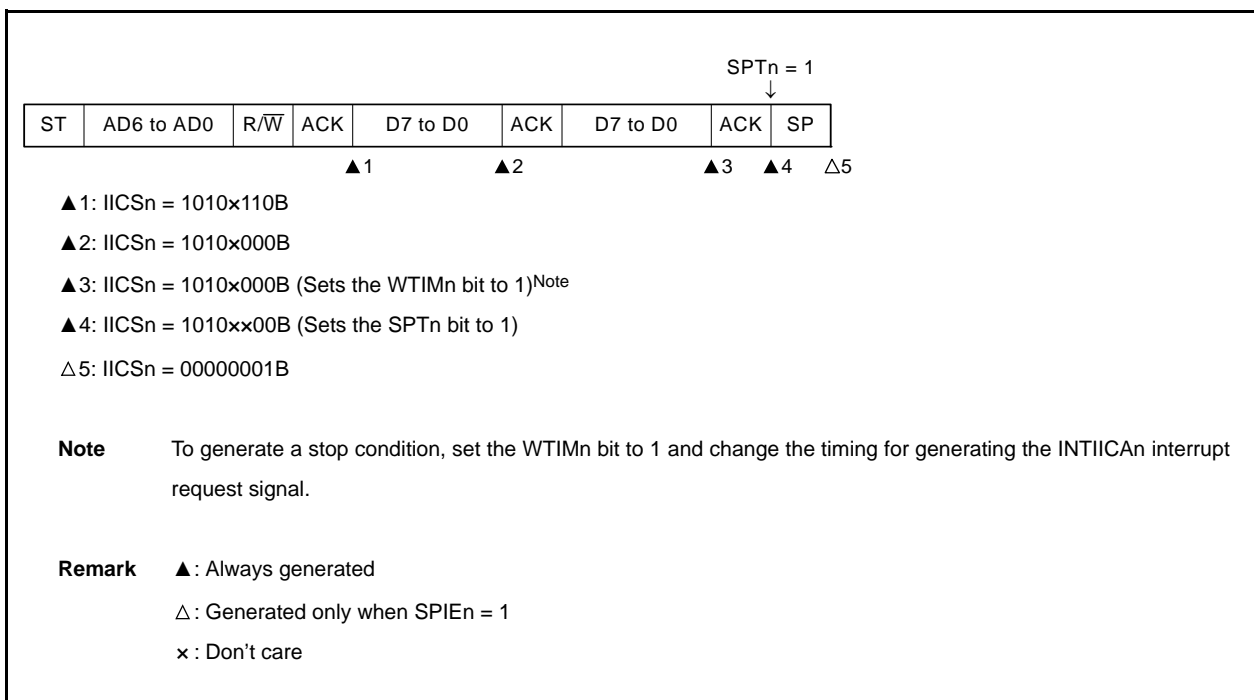 SPTn = 1
↓
ST AD6 to AD0 R/W̅ ACK D7 to D0 ACK D7 to D0 ACK SP
▲1 ▲2 ▲3 ▲4 △5
▲1: IICSn = 1010×110B
▲2: IICSn = 1010×000B
▲3: IICSn = 1010×000B (Sets the WTIMn bit to 1)Note
▲4: IICSn = 1010××00B (Sets the SPTn bit to 1)
△5: IICSn = 00000001B
Note To generate a stop condition, set the WTIMn bit to 1 and change the timing for generating the INTIICAn interrupt
request signal.
Remark ▲: Always generated
△: Generated only when SPIEn = 1
×: Don't care